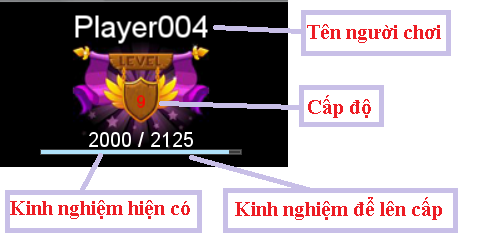 Player004
Tên người chơi
LEVEL
9
Cấp độ
2000 / 2125
Kinh nghiệm hiện có
Kinh nghiệm để lên cấp